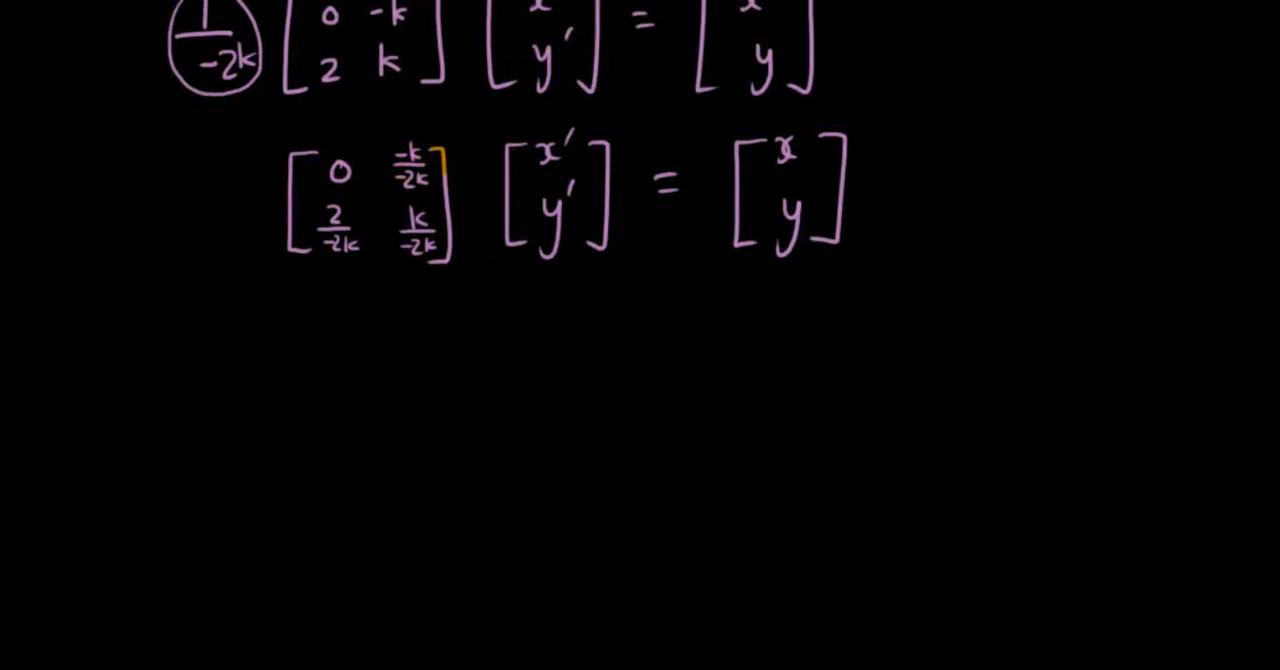 1/-2k [ 0 -k ; 2 k ] [ x ; y' ] = [ x ; y ]
[ 0 -k/-2k ; 2/-2k k/-2k ] [ x' ; y' ] = [ x ; y ]